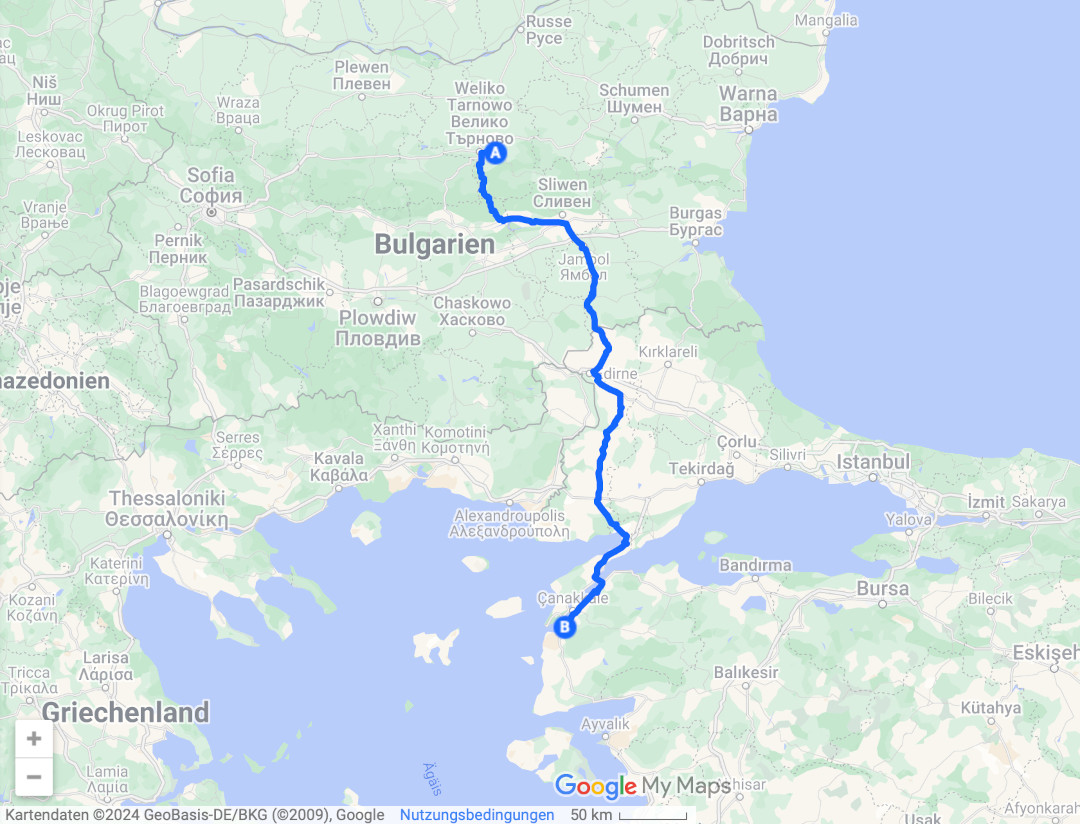 Mangalia
Russe
Русе
Dobritsch
Добрич
Plewen
Плевен
Niš
Ниш
Weliko
Tarnowo
Велико
Търново
Schumen
Шумен
Warna
Варна
Wraza
Враца
Okrug Pirot
Пирот
Leskovac
Лесковац
A
Sofia
София
Sliwen
Сливен
Vranje
Врање
Burgas
Бургас
Pernik
Перник
Bulgarien
Jambol
Ямбол
Blagoewgrad
Благоевград
Pasardschik
Пазарджик
Chaskowo
Хасково
Plowdiw
Пловдив
Kırklareli
dirne
azedonien
Xanthi
Ξάνθη
Komotini
Κομοτηνή
Serres
Σέρρες
Kavala
Καβάλα
Çorlu
Silivri
Istanbul
Tekirdağ
Thessaloniki
Θεσσαλονίκη
Alexandroupolis
Αλεξανδρούπολη
İzmit
Sakarya
Yalova
Katerini
Κατερίνη
Bandırma
Bursa
Kozani
Κοζάνη
Çanakkale
Bilecik
B
Larisa
Λάρισα
Tricca
Τρίκαλα
Eskişeh
Balıkesir
Griechenland
Kütahya
Ayvalik
+
−
Lamia
Λαμία
Ägäis
Google My Maps
hisar
Afyonkarah
Usak
Kartendaten ©2024 GeoBasis-DE/BKG (©2009), Google Nutzungsbedingungen 50 km